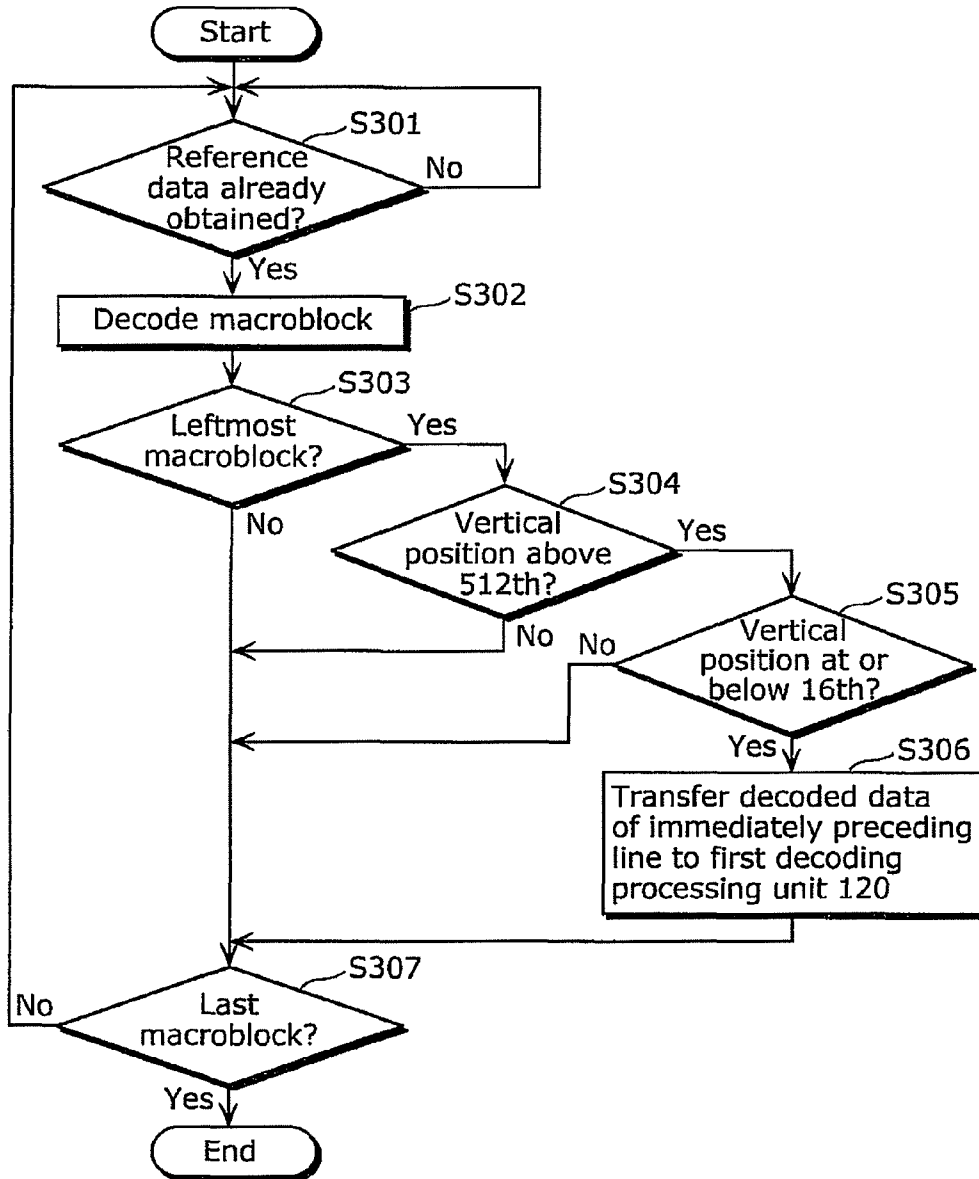 Start
S301
Reference
data already
obtained?
No
Yes
S302
Decode macroblock
S303
Leftmost
macroblock?
Yes
No
S304
Vertical
position above
512th?
Yes
No
S305
Vertical
position at or
below 16th?
No
Yes
S306
Transfer decoded data
of immediately preceding
line to first decoding
processing unit 120
S307
Last
macroblock?
No
Yes
End